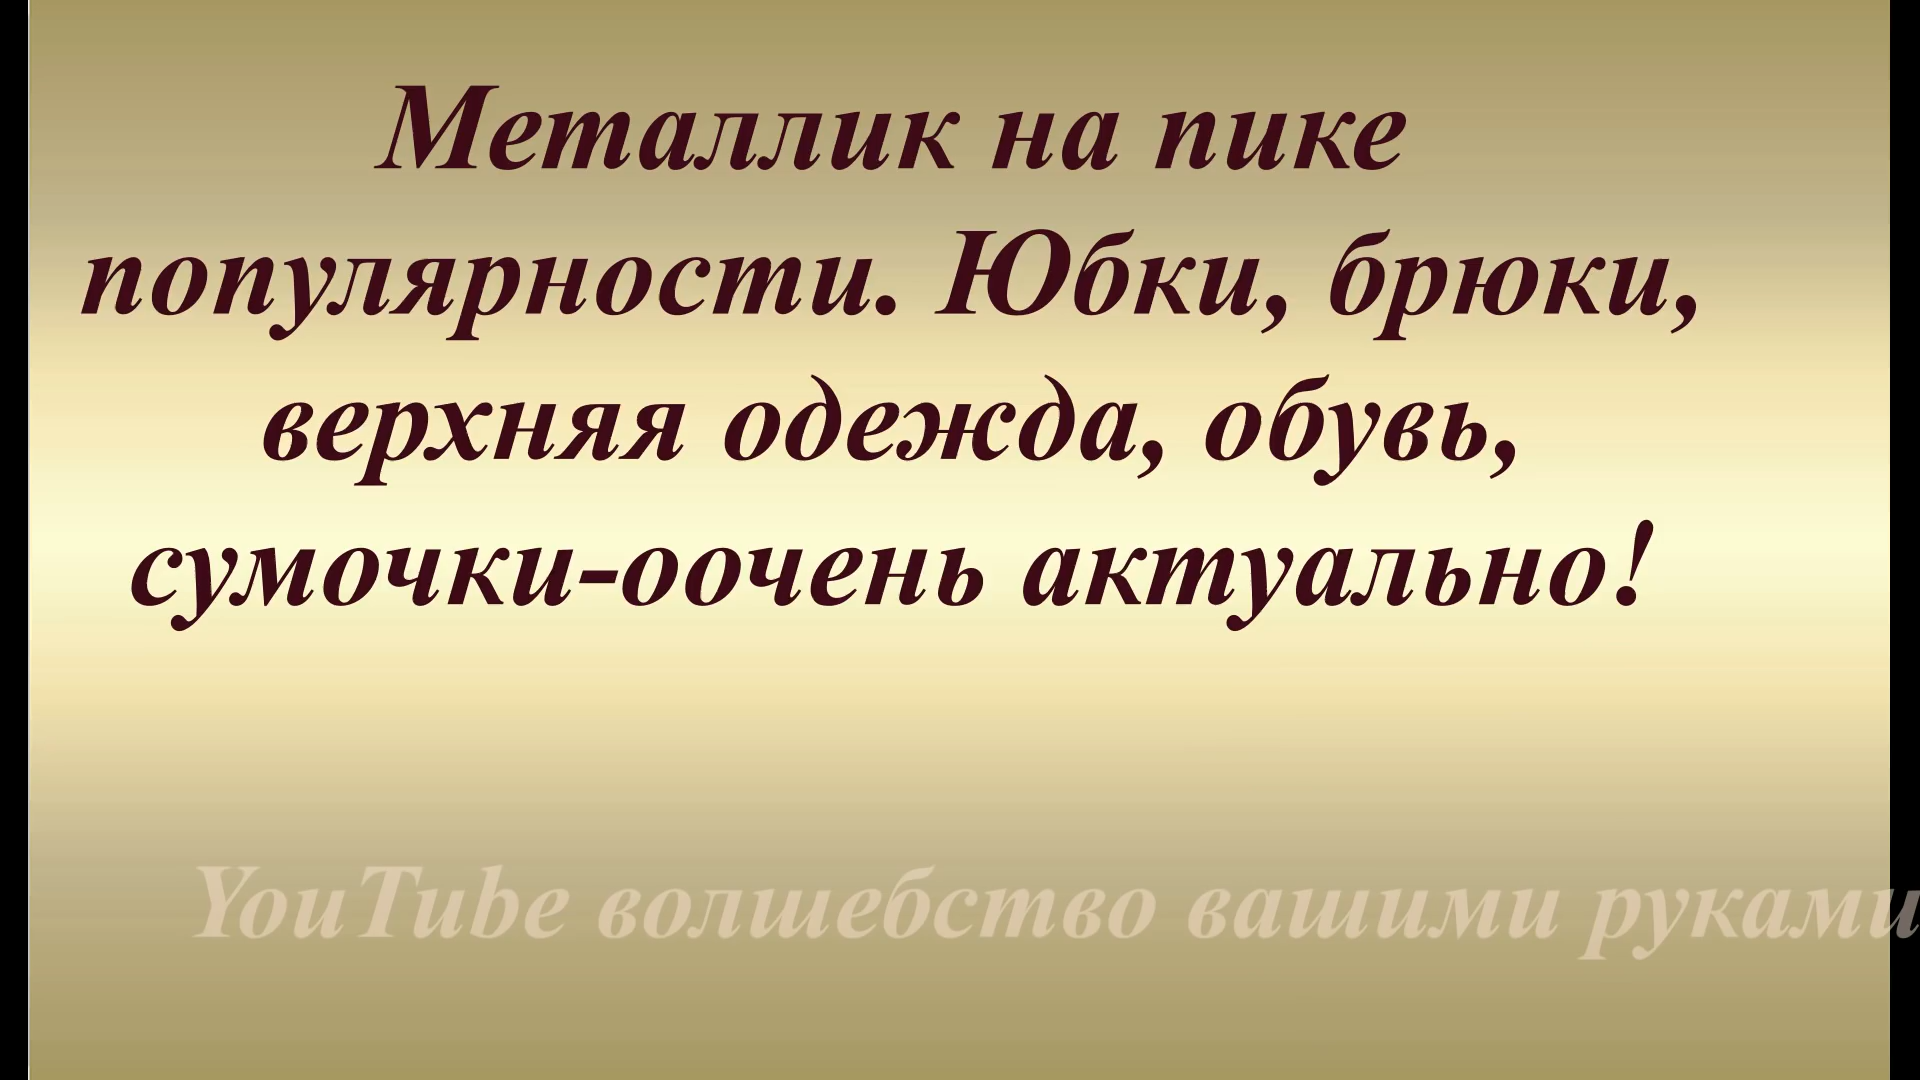 Металлик на пике
популярности. Юбки, брюки,
верхняя одежда, обувь,
сумочки-оочень актуально!
YouTube волшебство вашими руками